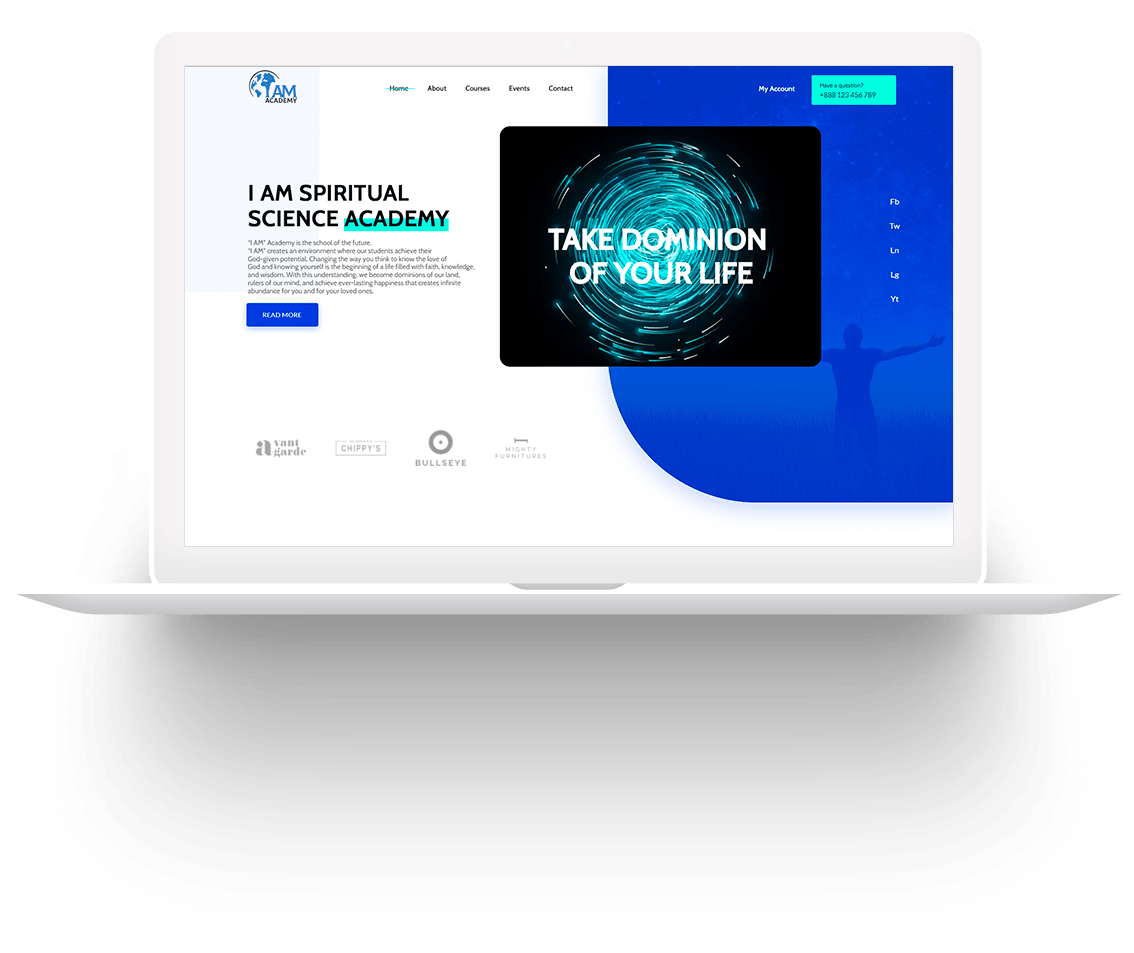 I AM
ACADEMY
Home About Courses Events Contact
My Account
Have a question?
+888 123 456 789
I AM SPIRITUAL
SCIENCE ACADEMY
"I AM" Academy is the school of the future.
"I AM" creates an environment where our students achieve their
God-given potential. Changing the way you think to know the love of
God and knowing yourself is the beginning of a life filled with faith, knowledge,
and wisdom. With this understanding, we become dominions of our land,
rulers of our mind, and achieve ever-lasting happiness that creates infinite
abundance for you and for your loved ones.
READ MORE
TAKE DOMINION
OF YOUR LIFE
Fb
Tw
Ln
Lg
Yt
avant
garde
CHIPPY'S
BULLSEYE
MIGHTY
FURNITURES